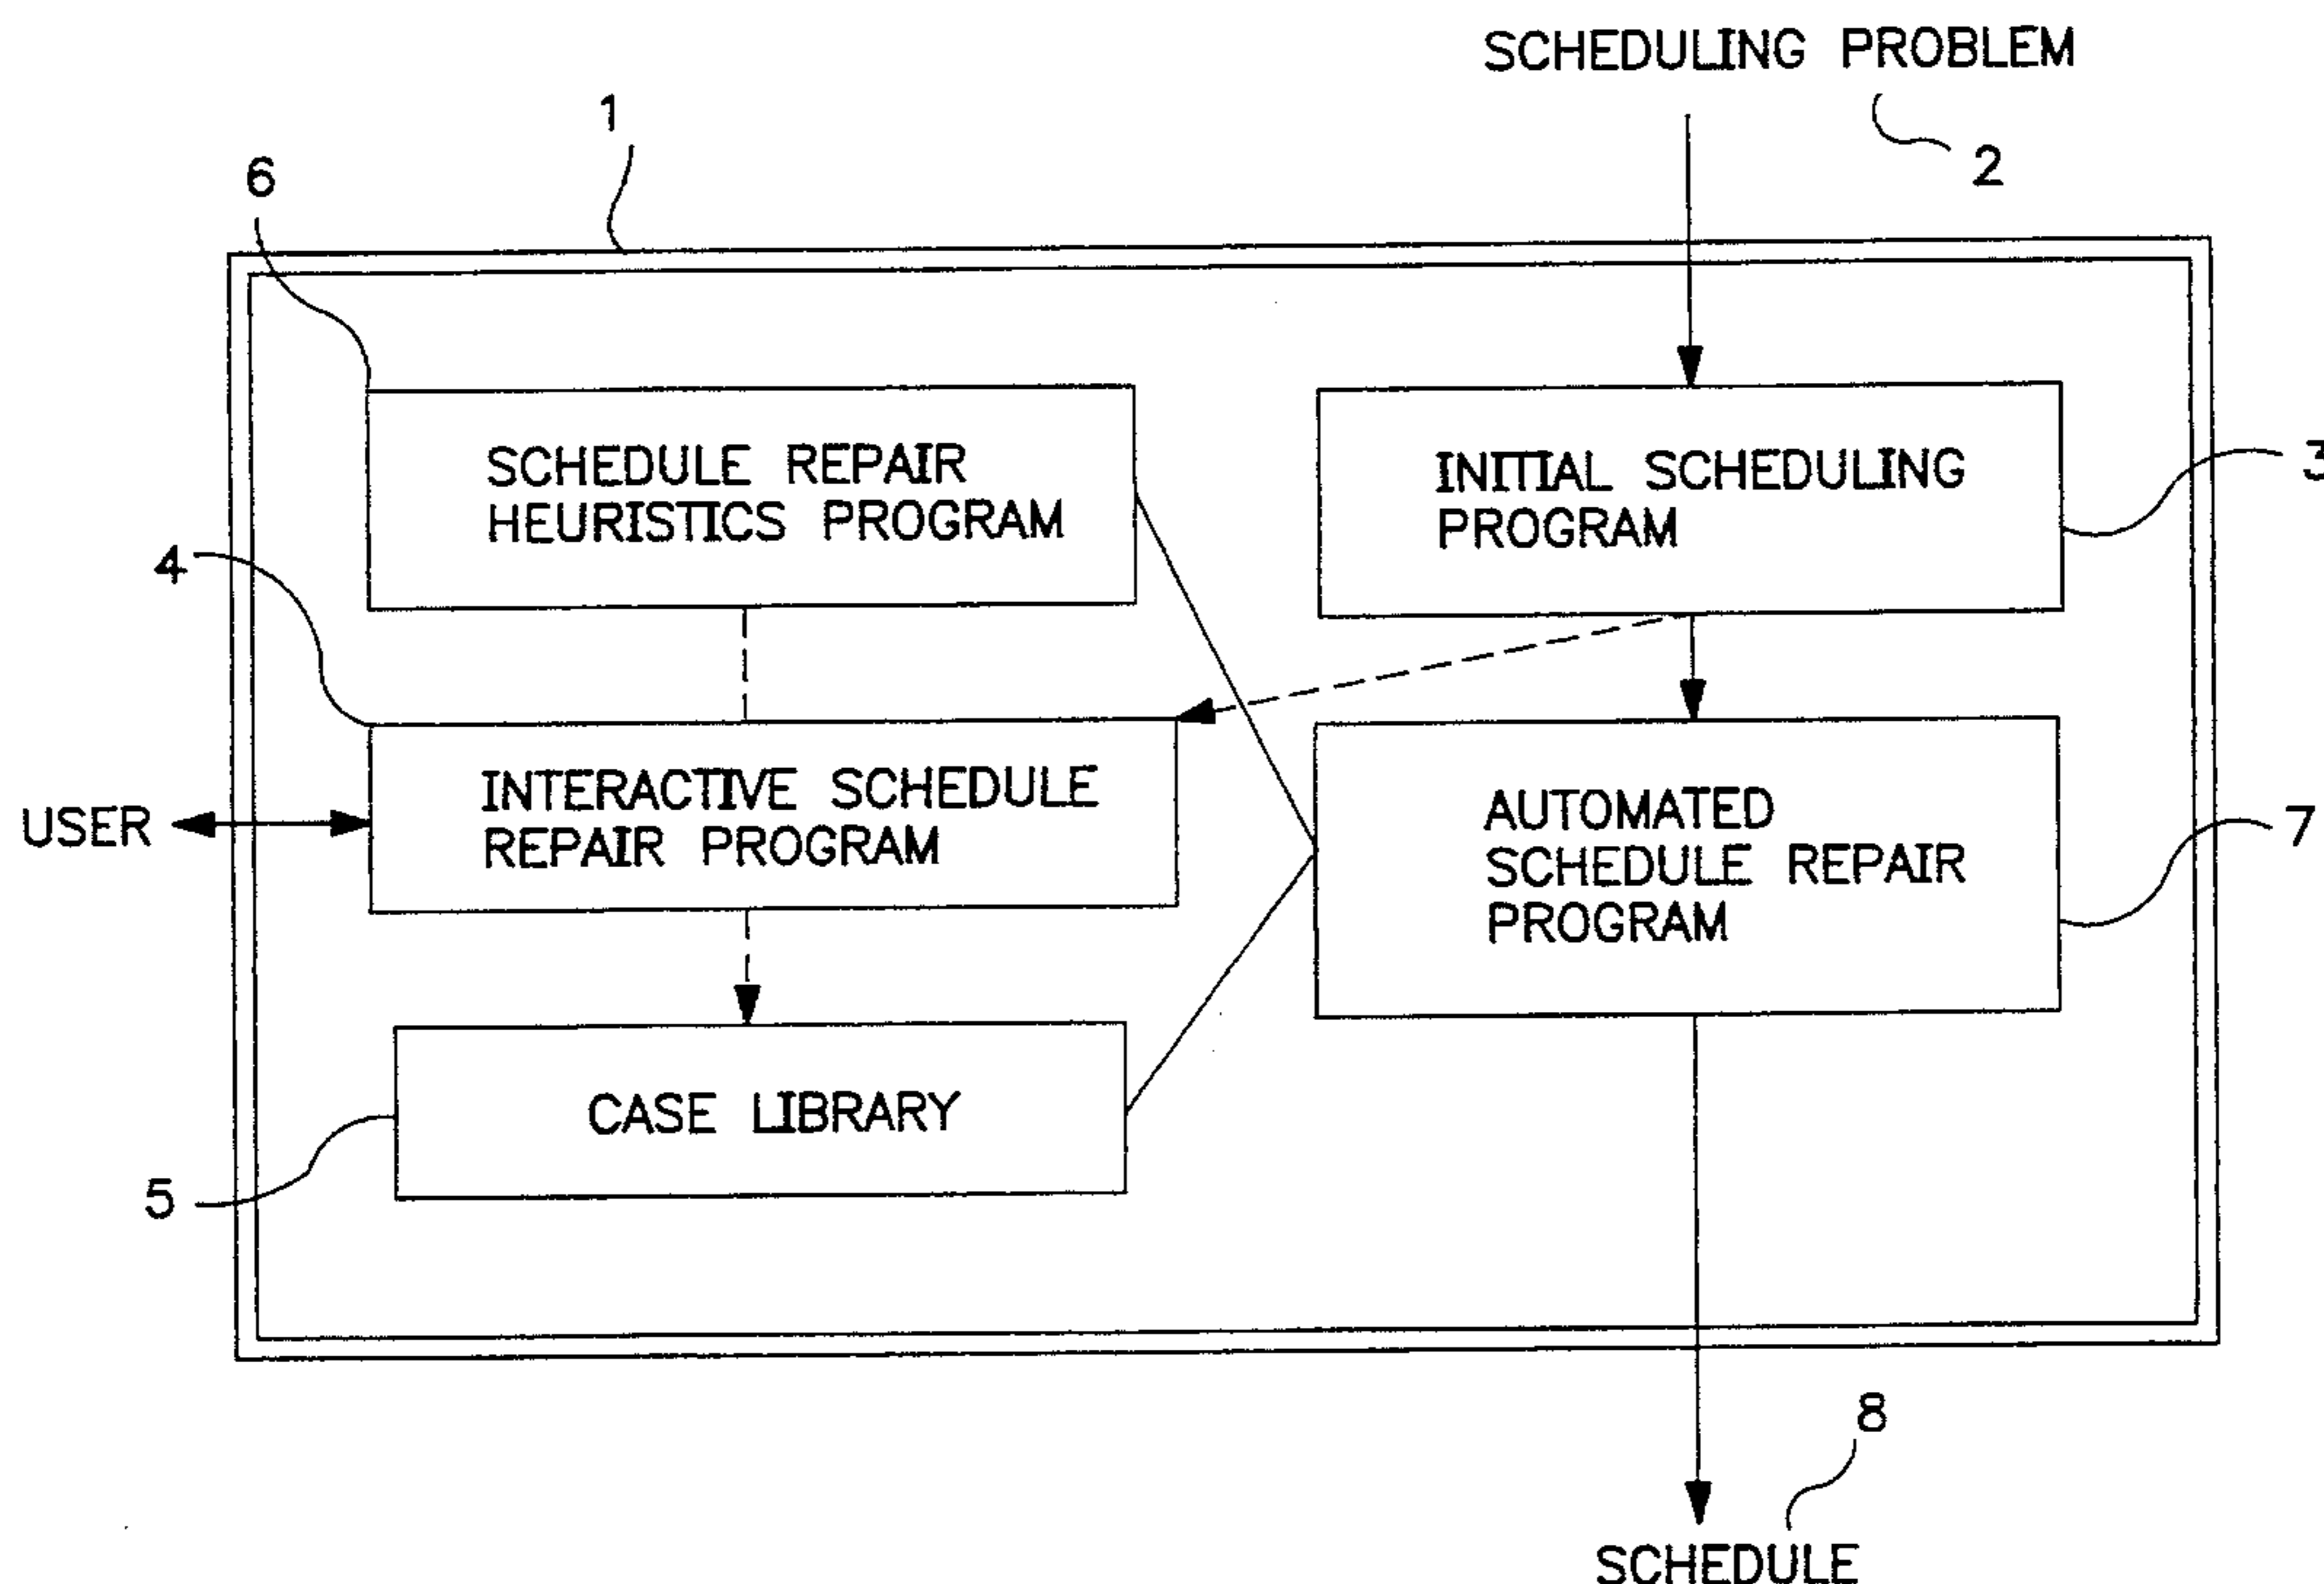 SCHEDULING PROBLEM
2
1
6
SCHEDULE REPAIR
HEURISTICS PROGRAM
INITIAL SCHEDULING
PROGRAM
3
4
INTERACTIVE SCHEDULE
REPAIR PROGRAM
USER
AUTOMATED
SCHEDULE REPAIR
PROGRAM
7
CASE LIBRARY
5
8
SCHEDULE